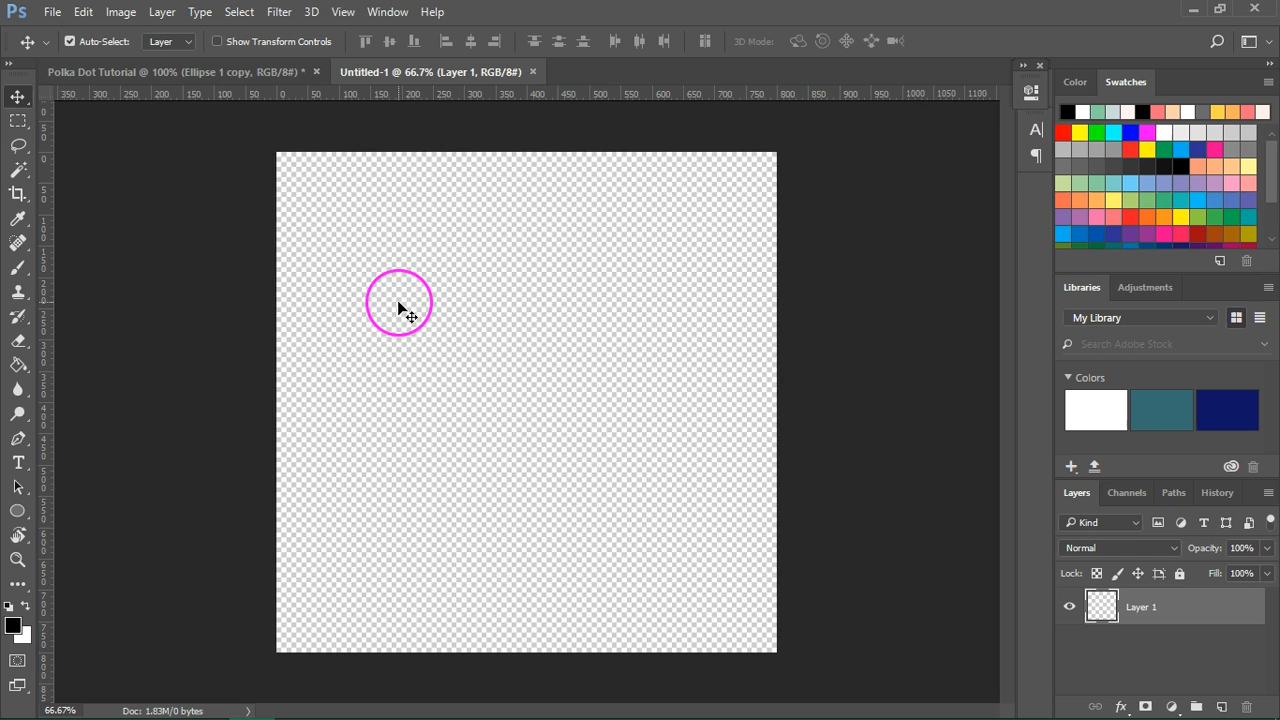 Ps File Edit Image Layer Type Select Filter 3D View Window Help
Auto-Select: Layer Show Transform Controls 3D Mode:
Polka Dot Tutorial @ 100% (Ellipse 1 copy, RGB/8#) * × Untitled-1 @ 66.7% (Layer 1, RGB/8#) ×
350 300 250 200 150 100 50 0 50 100 150 200 250 300 350 400 450 500 550 600 650 700 750 800 850 900 950 1000 1050 1100
Color Swatches
Libraries Adjustments
My Library
Search Adobe Stock
Colors
Layers Channels Paths History
Kind
Normal Opacity: 100%
Lock: Fill: 100%
Layer 1
66.67% Doc: 1.83M/0 bytes